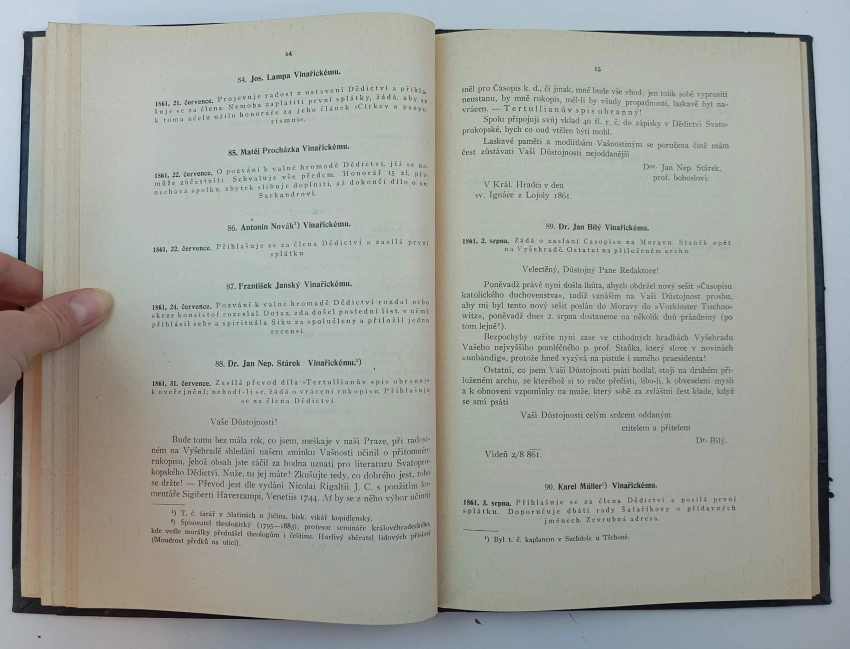 54
84. Jos. Lampa Vinařickému.
1861, 21. července. Projevuje radost z ustavení Dědictví a přihla-
šuje se za člena. Nemoha zaplatiti první splátky, žádá, aby se
k tomu účelu užilo honoráře za jeho článek »Církev a paupe-
rismus«.
85. Matěj Procházka Vinařickému.
1861, 22. července. O pozvání k valné hromadě Dědictví, jíž se ne-
může zúčastniti. Schvaluje vše předem. Honorář 15 zl. pře-
nechává spolku, zbytek slibuje doplniti, až dokončí dílo o sv.
Sarkandrovi.
86. Antonín Novák¹) Vinařickému.
1861, 22. července. Přihlašuje se za člena Dědictví a zasílá první
splátku.
87. František Janský Vinařickému.
1861, 24. července. Pozvání k valné hromadě Dědictví rozdal nebo
skrze konsistoř rozeslal. Dotaz, zda došel poslední list, v němž
přihlásil sebe a spirituála Šiku za spolučleny a přiložil jednu
recensi.
88. Dr. Jan Nep. Stárek Vinařickému.²)
1861, 31. července. Zasílá převod díla »Tertullianův spis obranný«
k uveřejnění; nehodí-li se, žádá o vrácení rukopisu. Přihlašuje
se za člena Dědictví.
Vaše Důstojnosti!
Bude tomu bez mála rok, co jsem, meškaje v naší Praze, při radost-
ném na Vyšehradě shledání našem zmínku Vašnosti učinil o přítomném
rukopisu, jehož obsah jste ráčil za hodna uznati pro literaturu Svatopro-
kopského Dědictví. Nuže, tu jej máte! Zkušujte tedy, co dobrého jest, toho
se držte! — Převod jest dle vydání Nicolai Rigaltii J. C. s použitím ko-
mentáře Sigiberti Havercampi, Venetiis 1744. Ať by se z něho výbor učiniti
¹) T. č. farář v Slatinách u Jičína, bisk. vikář kopidlenský.
²) Spisovatel theologický (1795—1883), profesor semináře královéhradeckého,
kde vedle morálky přednášel theologům i češtinu. Horlivý sběratel lidových přísloví
(Moudrost předků na ulici).
55
měl pro Časopis k. d., či jinak, mně bude vše vhod; jen tolik sobě vyprositi
neustanu, by mně rukopis, měl-li by všudy propadnouti, laskavě byl na-
vrácen. — Tertullianův spis obranný!
Spolu připojuji svůj vklad 40 zl. r. č. do zápisky v Dědictví Svato-
prokopské, bych co oud vtělen býti mohl.
Laskavé paměti a modlitbám Vašnostiným se poručena čině mám
čest zůstávati Vaší Důstojnosti nejoddanější
Dor Jan Nep. Stárek,
prof. bohosloví.
V Král. Hradci v den
sv. Ignáce z Lojoly 1861.
89. Dr. Jan Bílý Vinařickému.
1861, 2. srpna. Žádá o zaslání Časopisu na Moravu. Staněk opět
na Vyšehradě. Ostatní na přiloženém archu.
Velectěný, Důstojný Pane Redaktore!
Poněvadž právě nyní došla lhůta, abych obdržel nový sešit »Časopisu
katolického duchovenstva«, tudíž vznáším na Vaši Důstojnost prosbu,
aby mi byl tento nový sešit poslán do Moravy do »Vorkloster Tischno-
witz«, poněvadž dnes 2. srpna dostaneme na několik dnů prázdniny (po
tom lejně!).
Bezpochyby uzříte nyní zase ve ctihodných hradbách Vyšehradu
Vašeho nejvyššího poměřlěného p. prof. Staňka, který slove v novinách
»unbändig«, protože hned vyzývá na pistule i samého praesidenta!
Ostatní, co jsem Vaší Důstojnosti psáti hodlal, stojí na druhém při-
loženém archu, ze kteréhož si to račte přečísti, libo-li, k obveselení mysli
a k obnovení vzpomínky na muže, který sobě za zvláštní čest klade, když
se smí psáti
Vaší Důstojnosti celým srdcem oddaným
ctitelem a přítelem
Dr. Bílý.
Vídeň 2/8 861.
90. Karel Müller¹) Vinařickému.
1861, 3. srpna. Přihlašuje se za člena Dědictví a posílá první
splátku. Doporučuje dbáti rady Šafaříkovy o přídavných
jménech. Zevrubná adresa.
¹) Byl t. č. kaplanem v Suchdole u Třeboně.